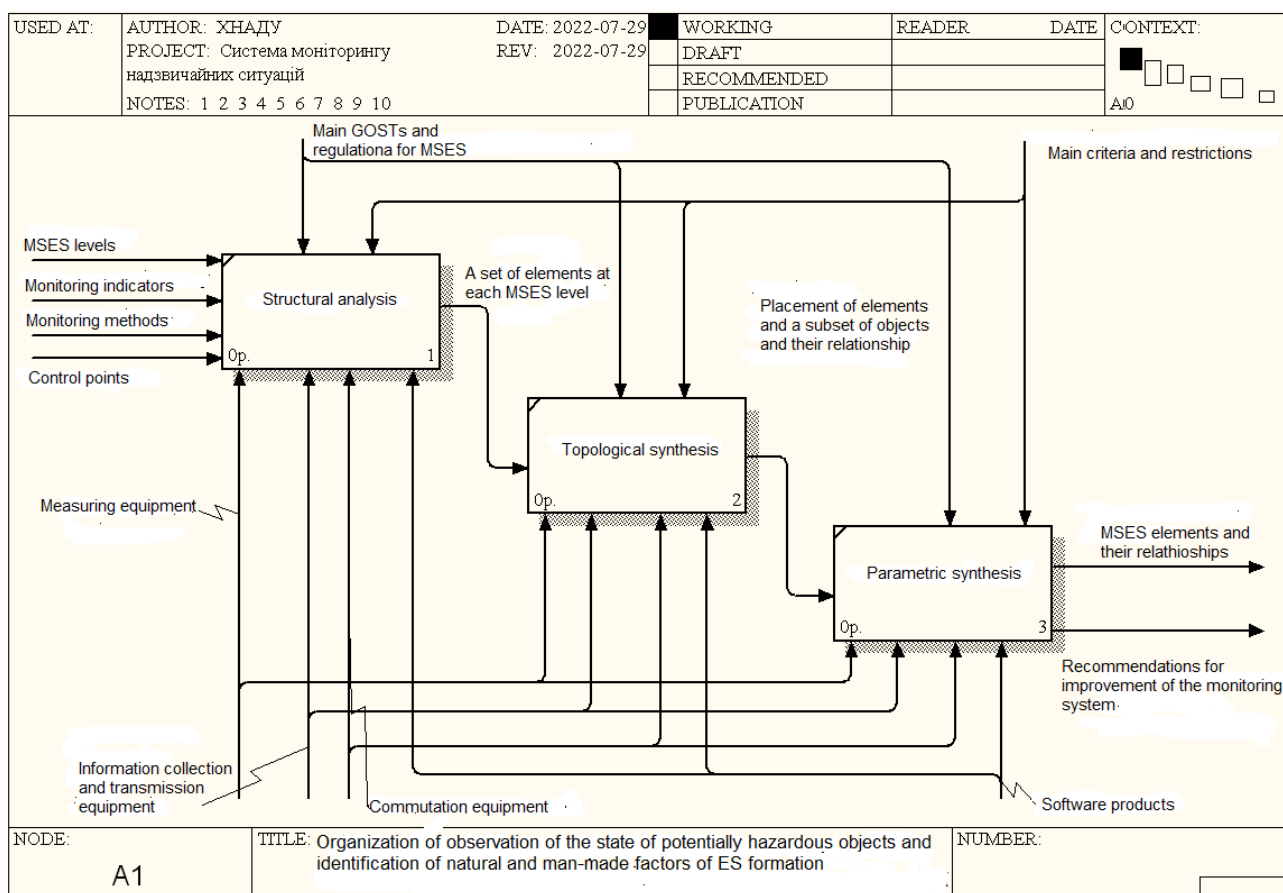 USED AT:
AUTHOR: ХНАДУ
DATE: 2022-07-29
PROJECT: Система моніторингу
REV: 2022-07-29
надзвичайних ситуацій
NOTES: 1 2 3 4 5 6 7 8 9 10
WORKING
DRAFT
RECOMMENDED
PUBLICATION
READER
DATE
CONTEXT:
A0
Main GOSTs and
regulationa for MSES
Main criteria and restrictions
MSES levels
Monitoring indicators
Monitoring methods
Control points
Structural analysis
0р.
1
A set of elements at
each MSES level
Placement of elements
and a subset of objects
and their relationship
Topological synthesis
0р.
2
Measuring equipment
Parametric synthesis
0р.
3
MSES elements and
their relathioships
Recommendations for
improvement of the monitoring
system
Information collection
and transmission
equipment
Commutation equipment
Software products
NODE:
A1
TITLE: Organization of observation of the state of potentially hazardous objects and
identification of natural and man-made factors of ES formation
NUMBER: